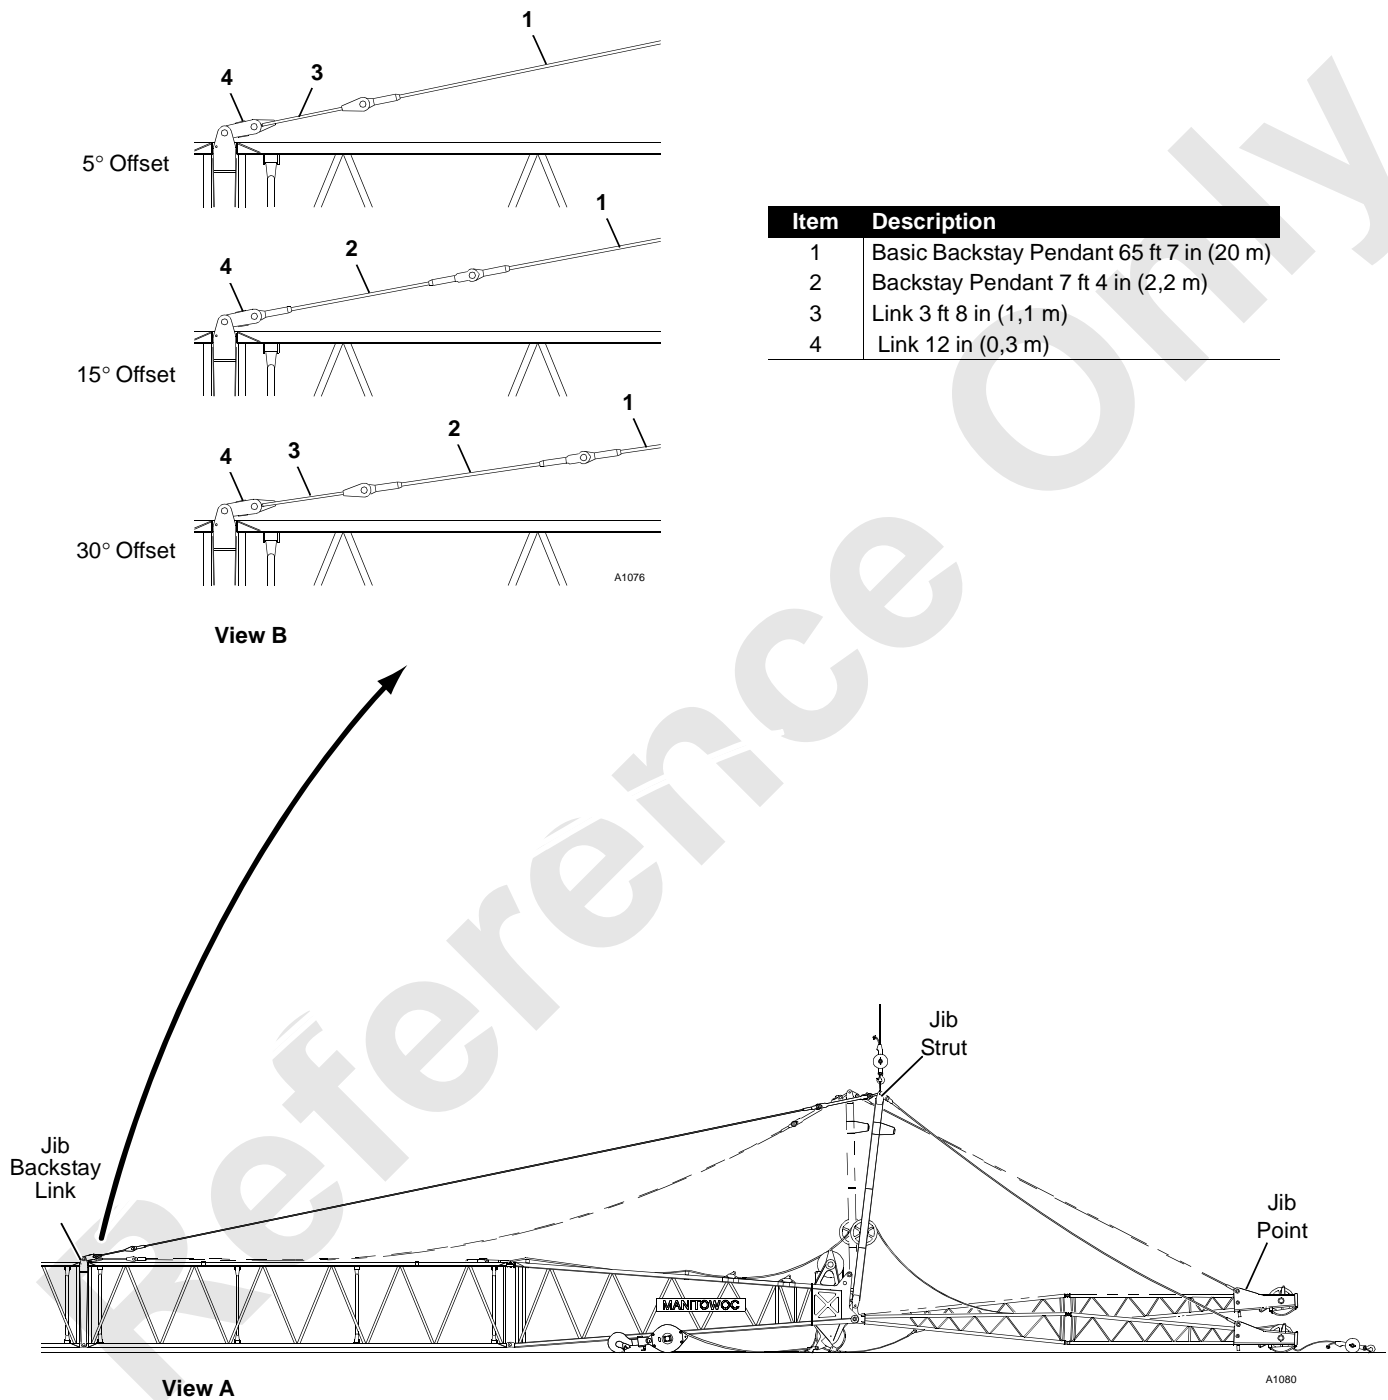 1
4
3
5° Offset
1
2
4
15° Offset
1
2
3
4
30° Offset
A1076
View B
Item Description
1 Basic Backstay Pendant 65 ft 7 in (20 m)
2 Backstay Pendant 7 ft 4 in (2,2 m)
3 Link 3 ft 8 in (1,1 m)
4 Link 12 in (0,3 m)
Reference Only
Jib
Strut
Jib
Backstay
Link
Jib
Point
MANITOWOC
A1080
View A